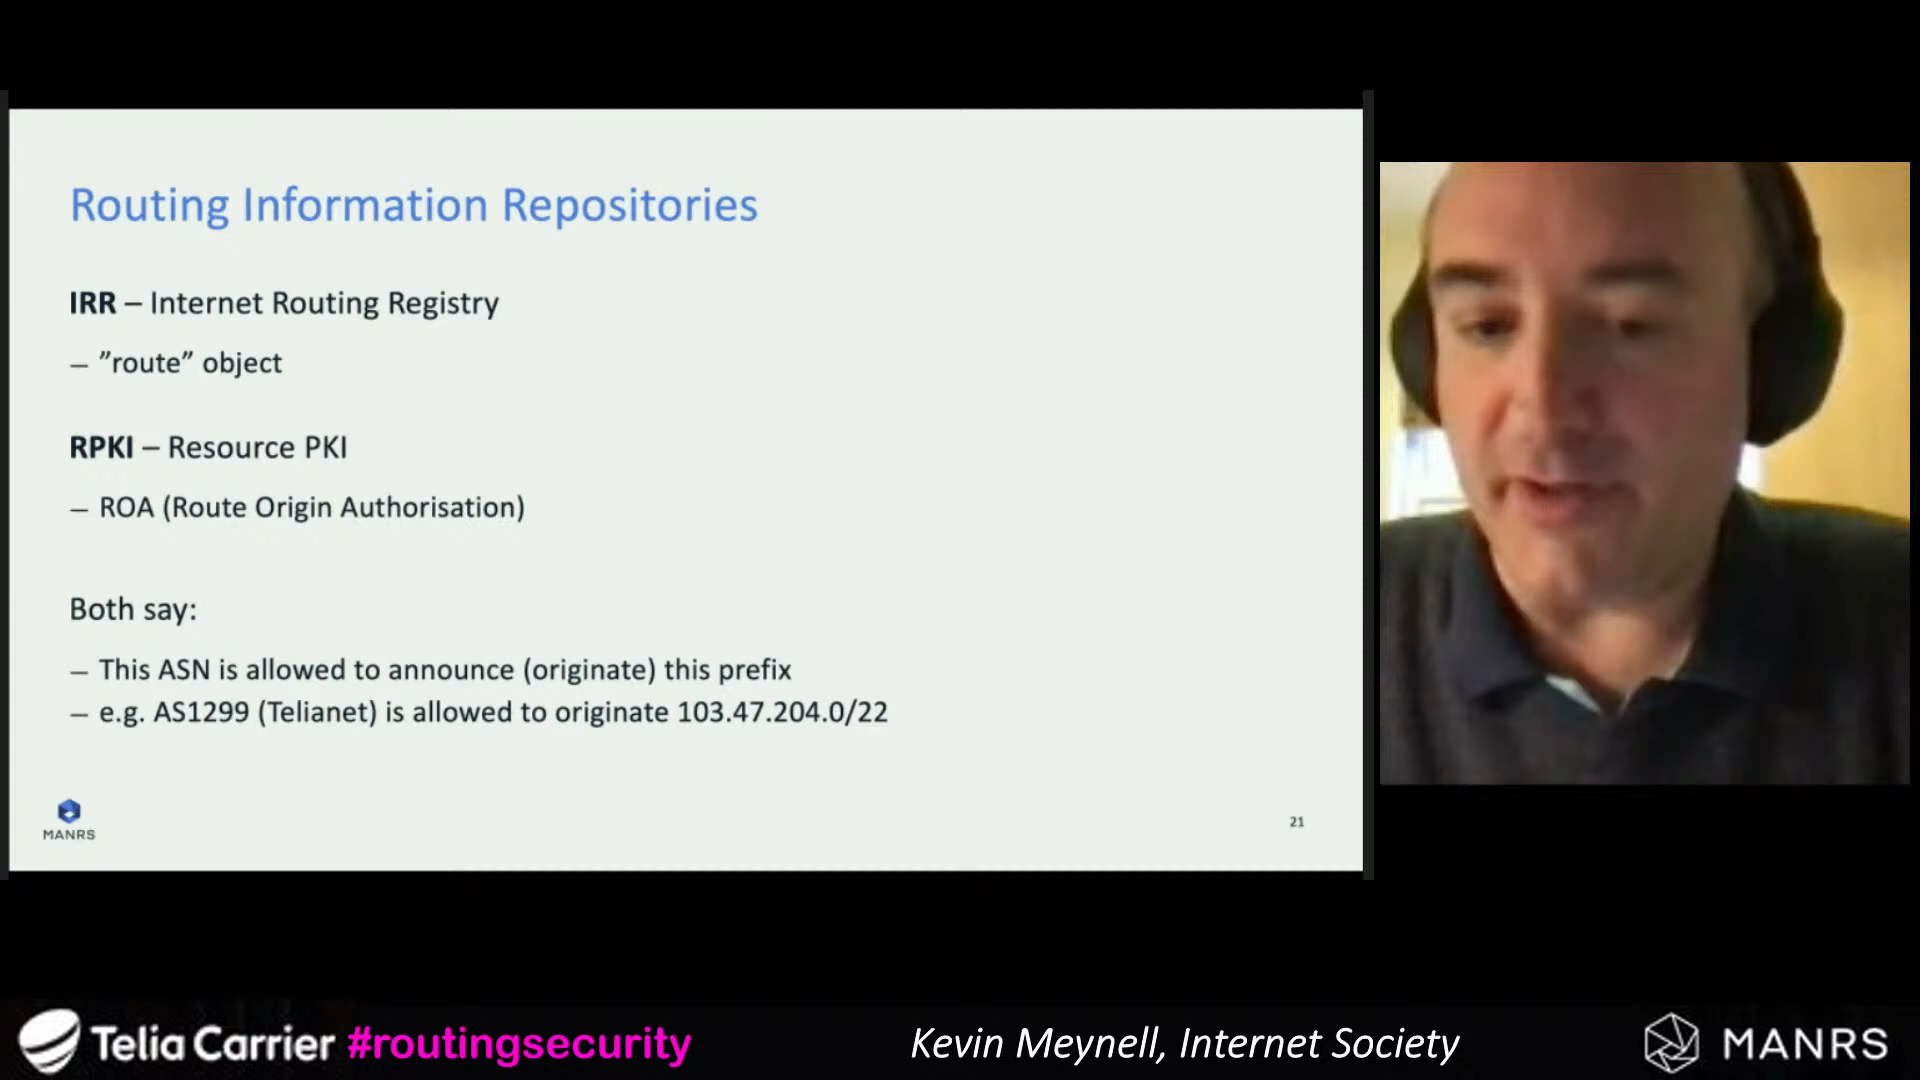 Routing Information Repositories
IRR – Internet Routing Registry
– ”route” object
RPKI – Resource PKI
– ROA (Route Origin Authorisation)
Both say:
– This ASN is allowed to announce (originate) this prefix
– e.g. AS1299 (Telianet) is allowed to originate 103.47.204.0/22
MANRS
21
Telia Carrier #routingsecurity
Kevin Meynell, Internet Society
MANRS